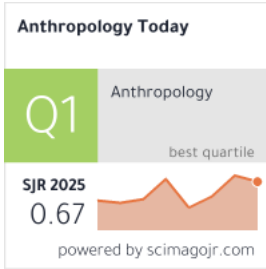 Anthropology Today
Q1
Anthropology
best quartile
SJR 2025
0.67
powered by scimagojr.com